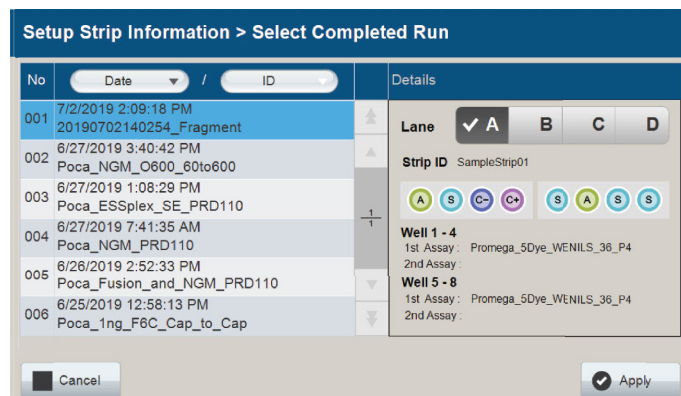 Setup Strip Information > Select Completed Run
No Date / ID Details
001 7/2/2019 2:09:18 PM
20190702140254_Fragment
002 6/27/2019 3:40:42 PM
Poca_NGM_O600_60to600
003 6/27/2019 1:08:29 PM
Poca_ESSplex_SE_PRD110
004 6/27/2019 7:41:35 AM
Poca_NGM_PRD110
005 6/26/2019 2:52:33 PM
Poca_Fusion_and_NGM_PRD110
006 6/25/2019 12:58:13 PM
Poca_1ng_F6C_Cap_to_Cap
1
1
Lane A B C D
Strip ID SampleStrip01
A S C- C+ S A S S
Well 1 - 4
1st Assay : Promega_5Dye_WENILS_36_P4
2nd Assay :
Well 5 - 8
1st Assay : Promega_5Dye_WENILS_36_P4
2nd Assay :
Cancel Apply